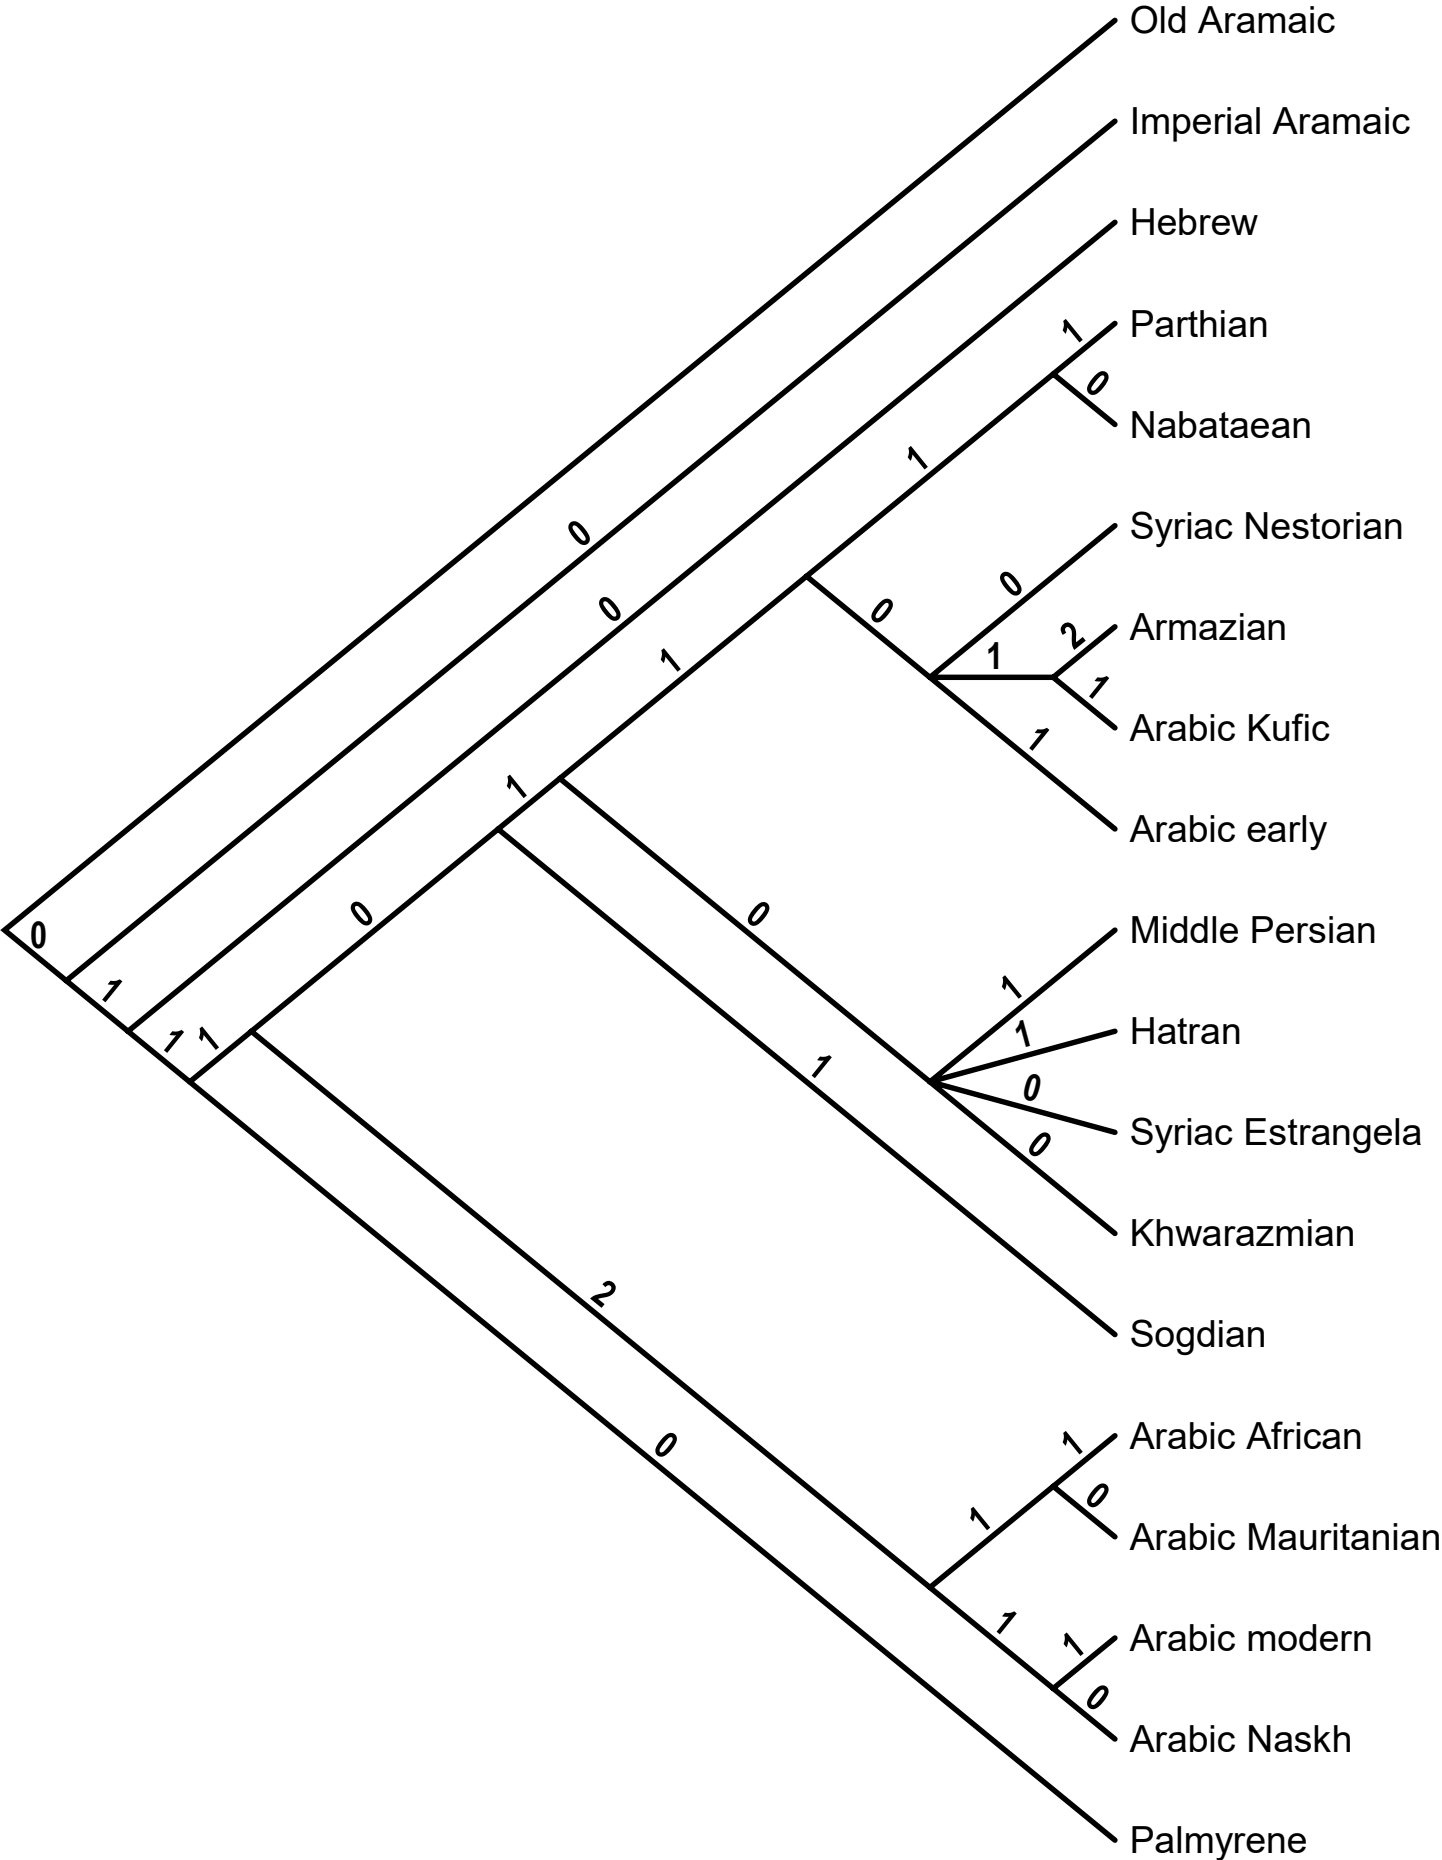 Old Aramaic
Imperial Aramaic
Hebrew
1 Parthian
0
Nabataean
1
0
Syriac Nestorian
0
0
0
2 Armazian
1
1
1
Arabic Kufic
1
1
Arabic early
0
0
0
Middle Persian
1
1
1
Hatran
1
1
1
0
Syriac Estrangela
0
Khwarazmian
2
Sogdian
1
Arabic African
0
0
1
Arabic Mauritanian
1
1
Arabic modern
0
Arabic Naskh
Palmyrene